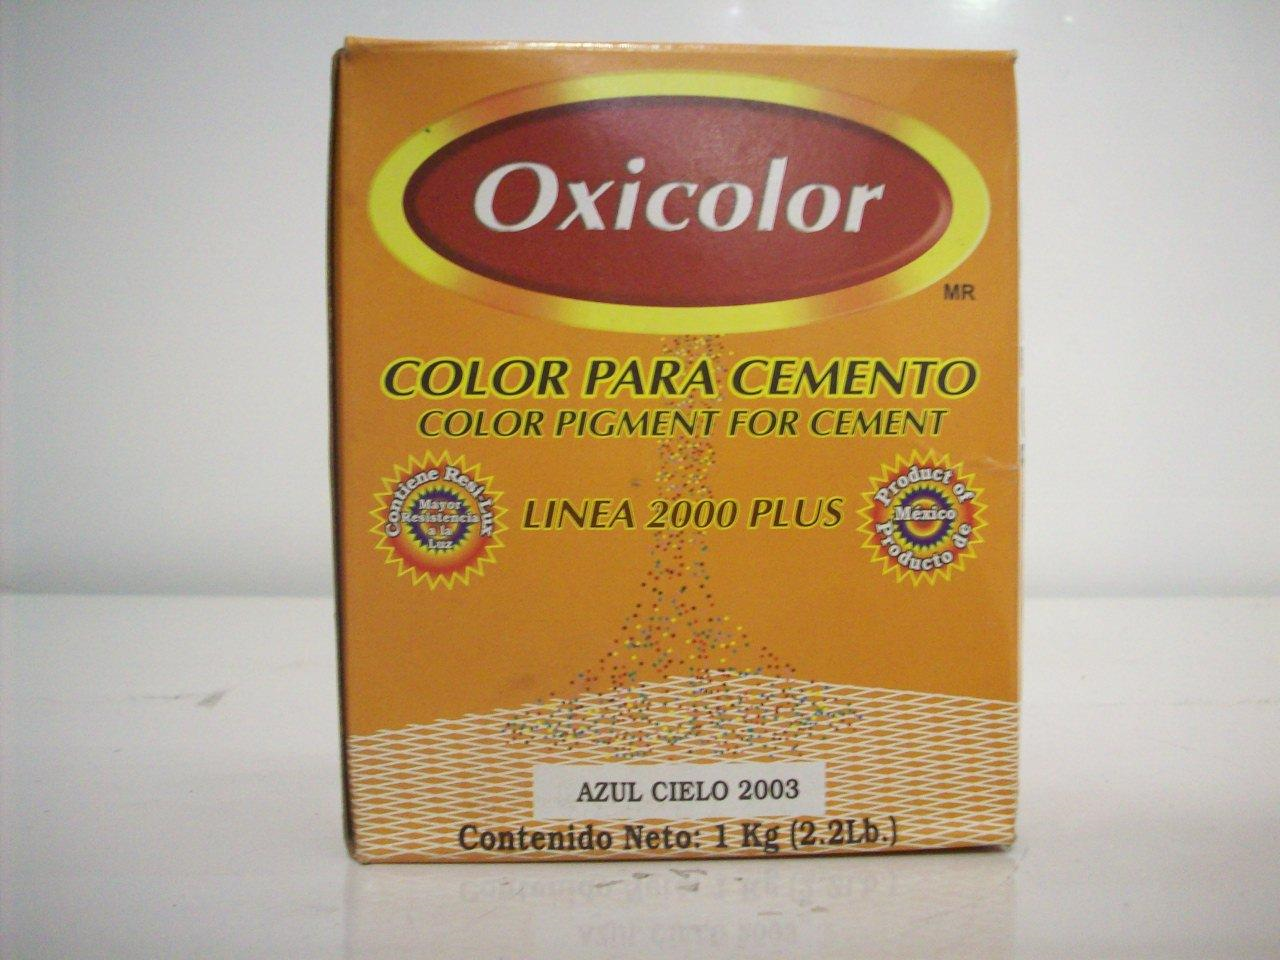 Oxicolor
MR
COLOR PARA CEMENTO
COLOR PIGMENT FOR CEMENT
Contiene Resi-Lux
Mayor
Resistencia
a la
Luz
LINEA 2000 PLUS
Product of
México
Producto de
AZUL CIELO 2003
Contenido Neto: 1 Kg (2.2Lb.)